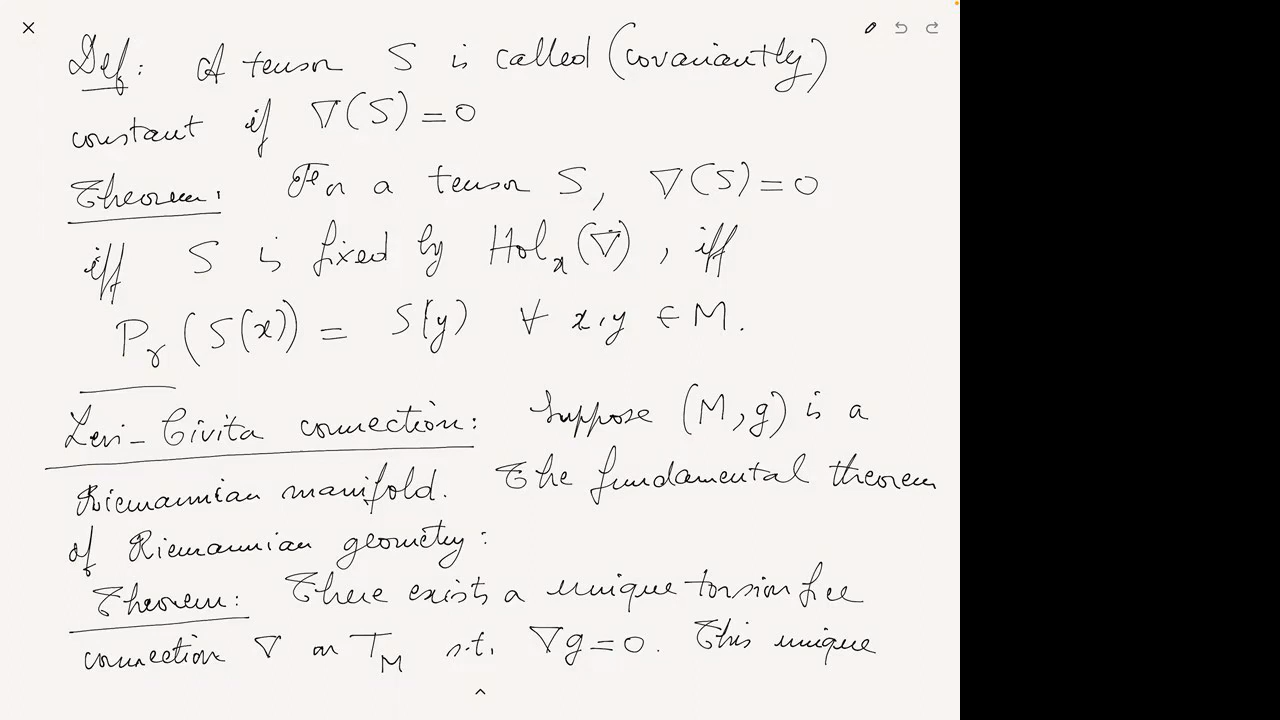 Def: A tensor S is called (covariantly)
constant if ∇(S) = 0
Theorem: For a tensor S, ∇(S) = 0
iff S is fixed by Hol_x(∇), iff
P_γ(S(x)) = S(y) ∀ x, y ∈ M.
Levi-Civita connection: Suppose (M, g) is a
Riemannian manifold. The fundamental theorem
of Riemannian geometry:
Theorem: There exists a unique torsion free
connection ∇ on T_M s.t. ∇g = 0. This unique